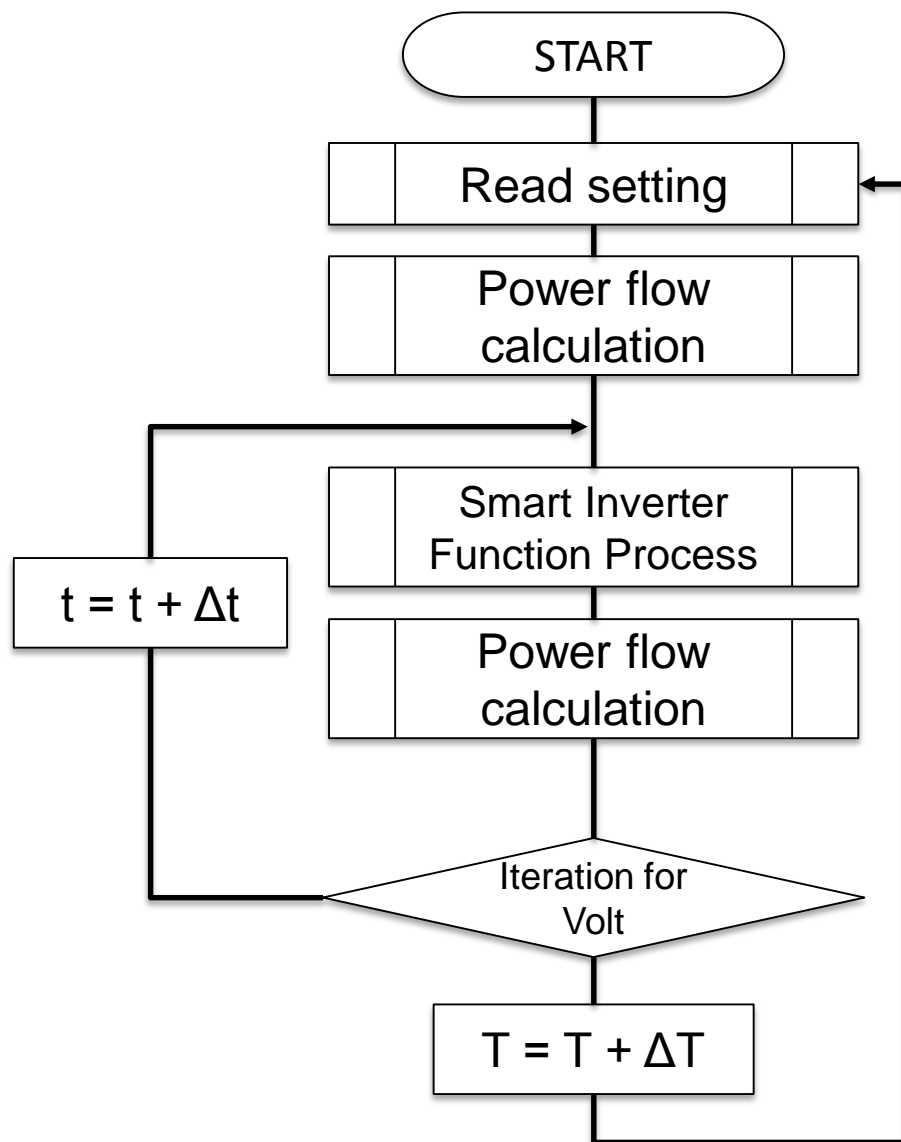 START
Read setting
Power flow
calculation
Smart Inverter
Function Process
t = t + Δt
Power flow
calculation
Iteration for
Volt
T = T + ΔT